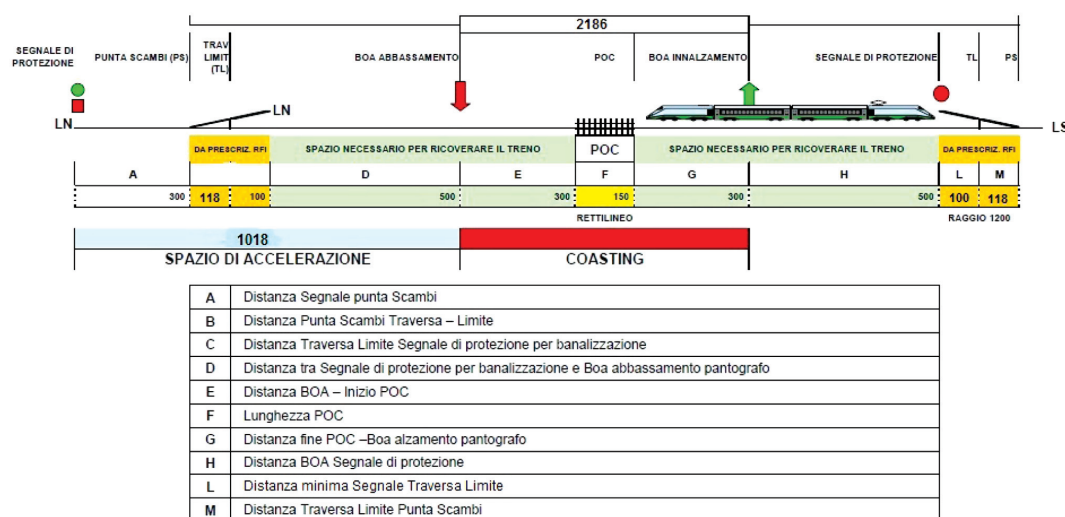 2186
SEGNALE DI
PROTEZIONE
PUNTA SCAMBI (PS)
TRAV
LIMIT
(TL)
BOA ABBASSAMENTO
POC
BOA INNALZAMENTO
SEGNALE DI PROTEZIONE
TL
PS
LN
LN
LS
DA PRESCRIZ. RFI
SPAZIO NECESSARIO PER RICOVERARE IL TRENO
POC
SPAZIO NECESSARIO PER RICOVERARE IL TRENO
DA PRESCRIZ. RFI
A D E F G H L M
300 118 100 500 300 150 300 500 100 118
RETTILINEO
RAGGIO 1200
1018
SPAZIO DI ACCELERAZIONE
COASTING
A Distanza Segnale punta Scambi
B Distanza Punta Scambi Traversa – Limite
C Distanza Traversa Limite Segnale di protezione per banalizzazione
D Distanza tra Segnale di protezione per banalizzazione e Boa abbassamento pantografo
E Distanza BOA – Inizio POC
F Lunghezza POC
G Distanza fine POC –Boa alzamento pantografo
H Distanza BOA Segnale di protezione
L Distanza minima Segnale Traversa Limite
M Distanza Traversa Limite Punta Scambi